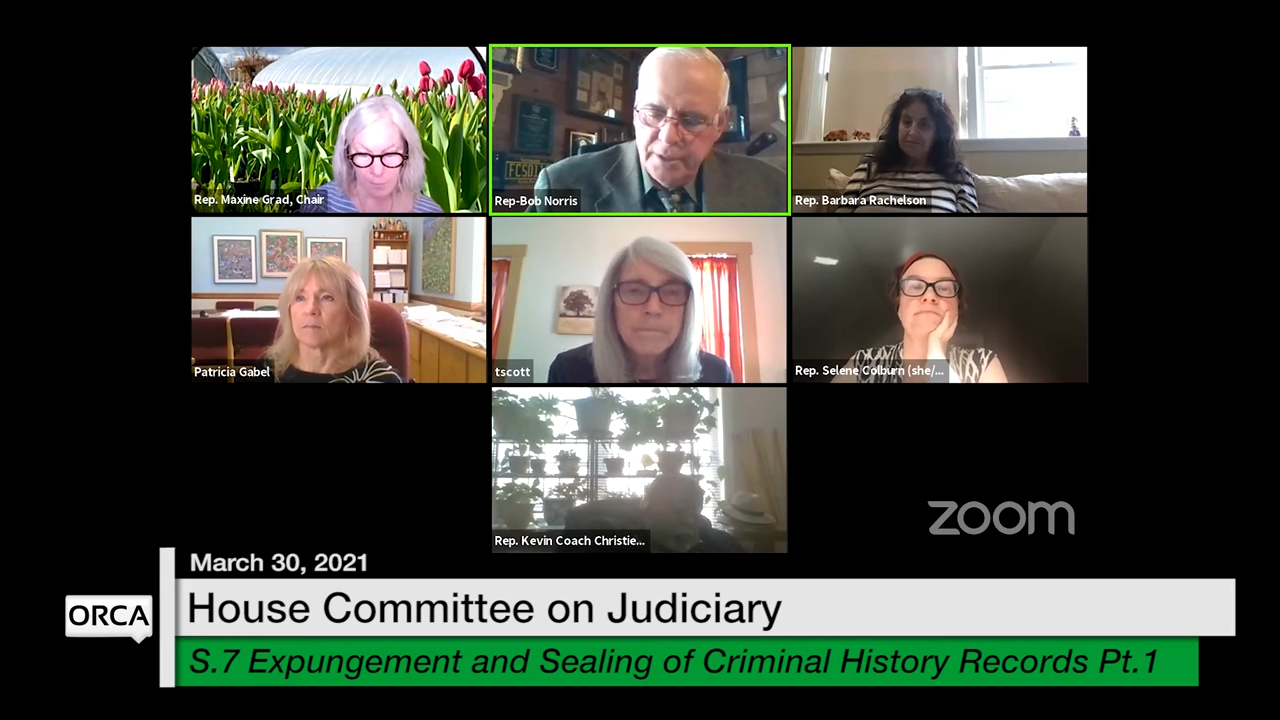 Rep. Maxine Grad, Chair
Rep-Bob Norris
Rep. Barbara Rachelson
Patricia Gabel
tscott
Rep. Selene Colburn (she/...
Rep. Kevin Coach Christie...
zoom
March 30, 2021
ORCA
House Committee on Judiciary
S.7 Expungement and Sealing of Criminal History Records Pt.1